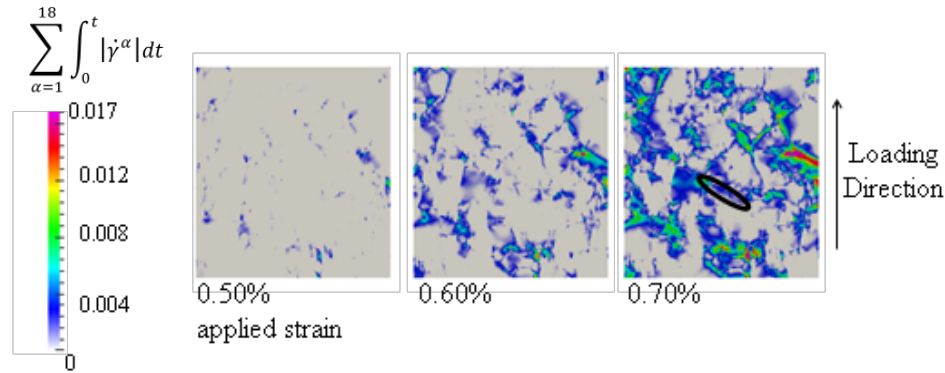 18
∑ ∫ₜ₀ |γ̇^α| dt
α=1
0.017
0.012
0.008
0.004
0
0.50%
0.60%
0.70%
applied strain
Loading
Direction